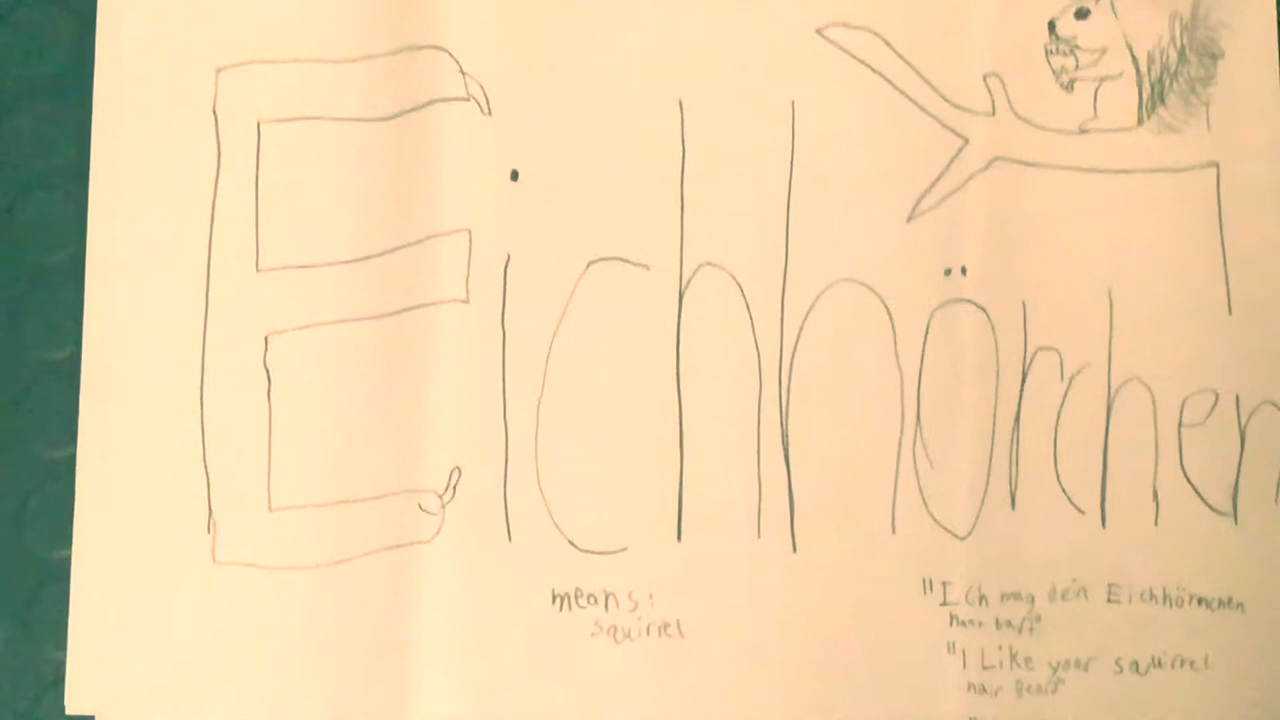 Eichhörchen
means:
squirrel
"Ich mag dein Eichhörnchen
haar bart"
"I Like your squirrel
hair Beard"